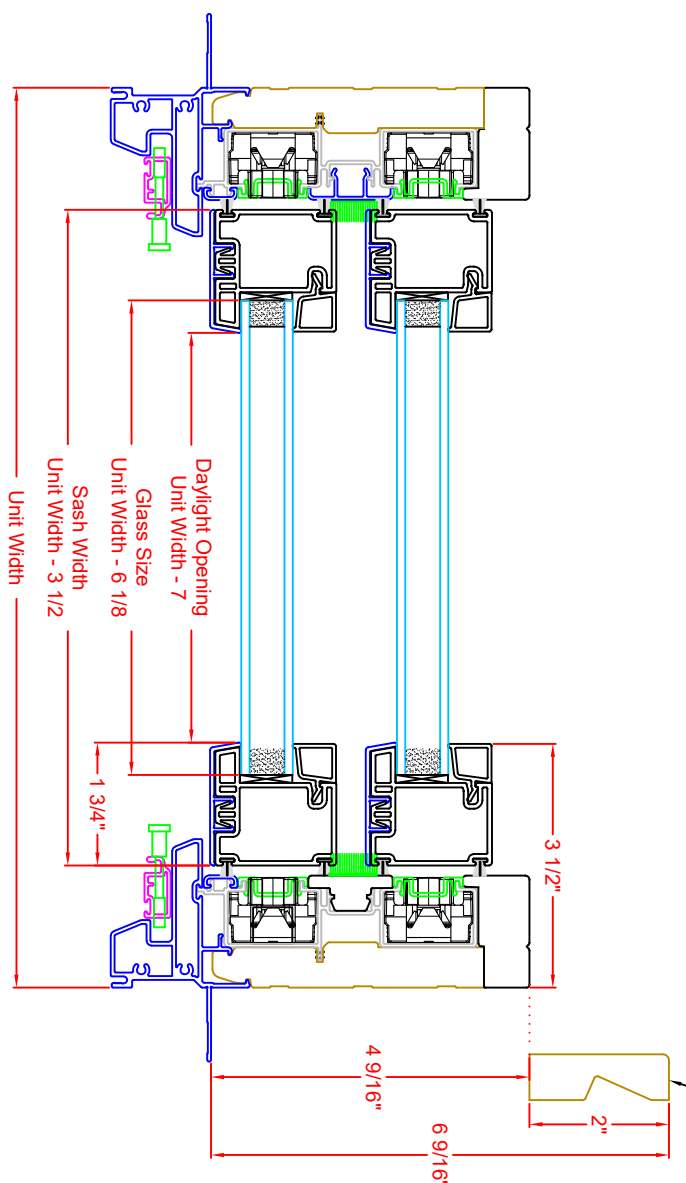 Daylight Opening
Unit Width - 7
Glass Size
Unit Width - 6 1/8
Sash Width
Unit Width - 3 1/2
Unit Width
1 3/4"
3 1/2"
4 9/16"
2"
6 9/16'